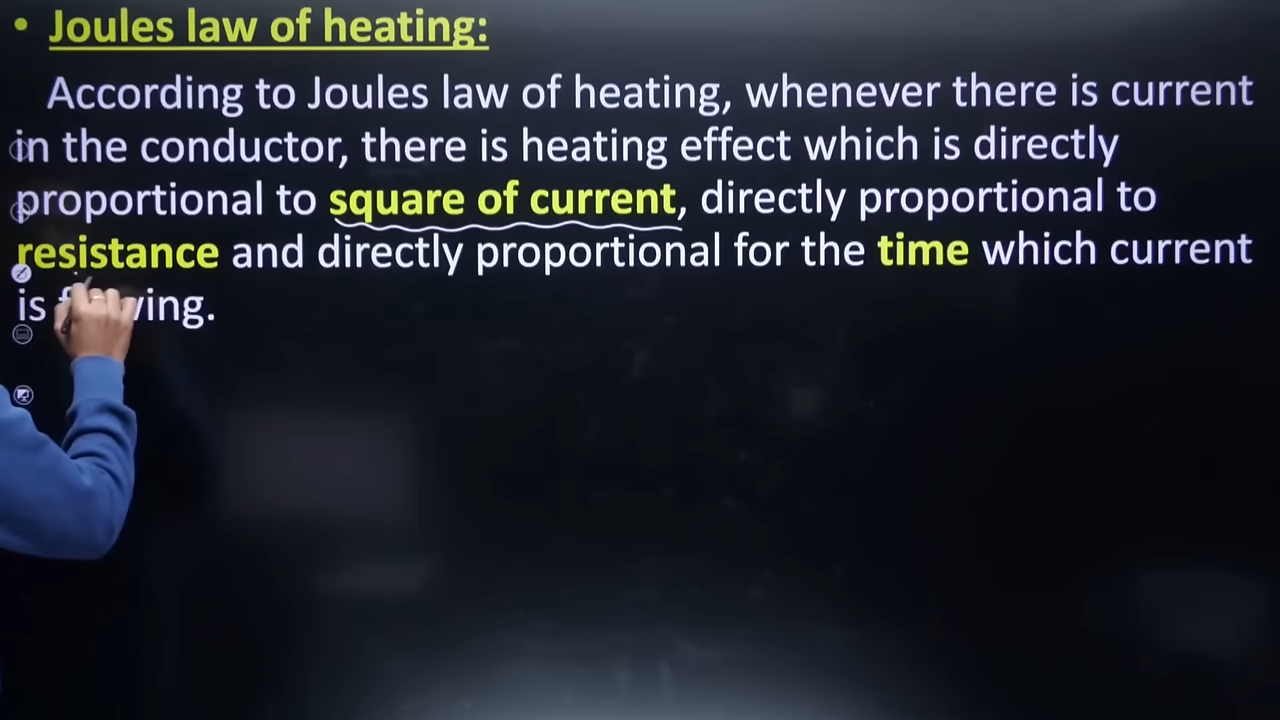 • Joules law of heating:
According to Joules law of heating, whenever there is current
in the conductor, there is heating effect which is directly
proportional to square of current, directly proportional to
resistance and directly proportional for the time which current
is